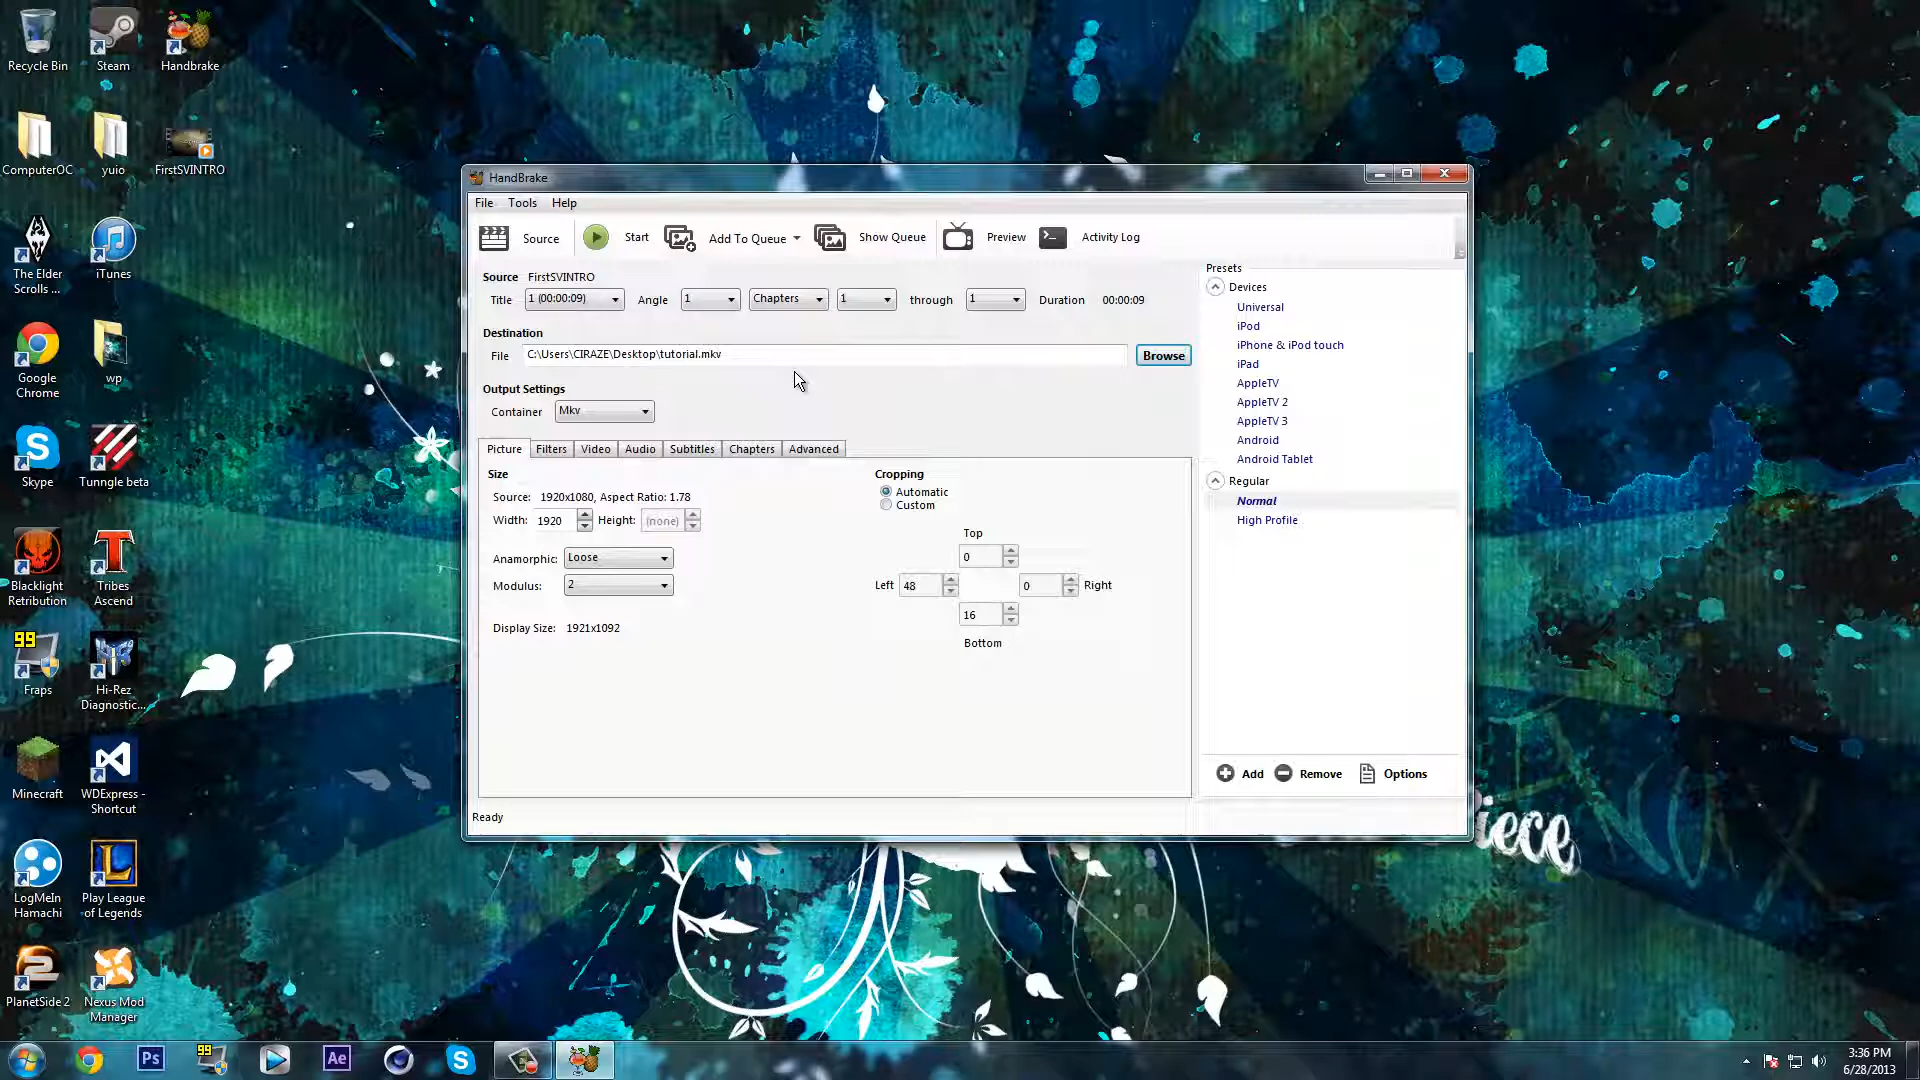 Recycle Bin
Steam
Handbrake
ComputerOC
yuio
FirstSVINTRO
The Elder
Scrolls ...
iTunes
Google
Chrome
wp
Skype
Tunngle beta
Blacklight
Retribution
Tribes
Ascend
99
Fraps
Hi-Rez
Diagnostic...
Minecraft
WDExpress -
Shortcut
LogMeIn
Hamachi
Play League
of Legends
PlanetSide 2
Nexus Mod
Manager
HandBrake
File Tools Help
Source Start Add To Queue Show Queue Preview Activity Log
Source FirstSVINTRO
Title 1 (00:00:09) Angle 1 Chapters 1 through 1 Duration 00:00:09
Destination
File C:\Users\CIRAZE\Desktop\tutorial.mkv Browse
Output Settings
Container Mkv
Picture Filters Video Audio Subtitles Chapters Advanced
Size
Source: 1920x1080, Aspect Ratio: 1.78
Width: 1920 Height: (none)
Anamorphic: Loose
Modulus: 2
Display Size: 1921x1092
Cropping
Automatic
Custom
Top
0
Left 48 0 Right
16
Bottom
Presets
Devices
Universal
iPod
iPhone & iPod touch
iPad
AppleTV
AppleTV 2
AppleTV 3
Android
Android Tablet
Regular
Normal
High Profile
Add Remove Options
Ready
iece
Ps
99
Ae
3:36 PM
6/28/2013